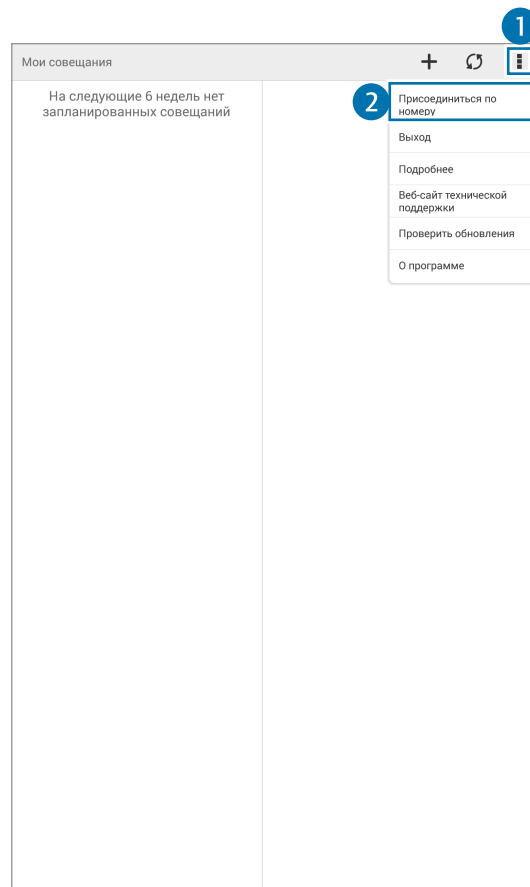 1
Мои совещания
На следующие 6 недель нет
запланированных совещаний
2
Присоединиться по
номеру
Выход
Подробнее
Веб-сайт технической
поддержки
Проверить обновления
О программе